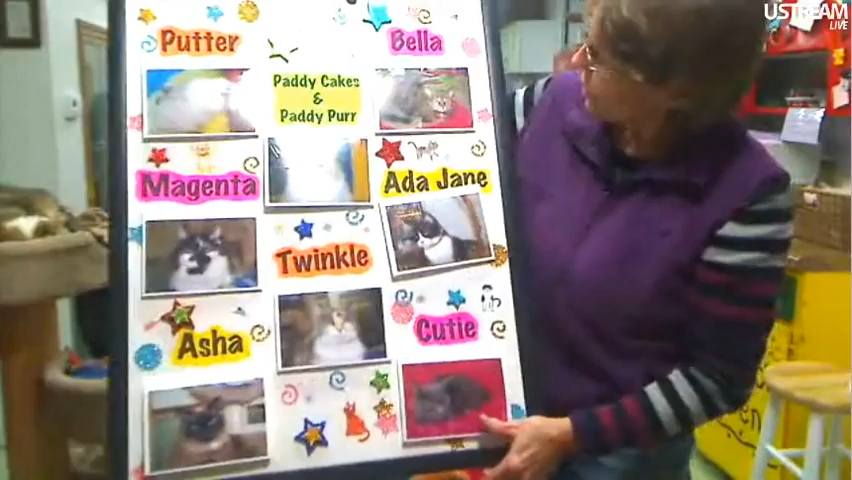 USTREAM
LIVE
Putter
Bella
Paddy Cakes
&
Paddy Purr
Magenta
Ada Jane
Twinkle
Asha
Cutie